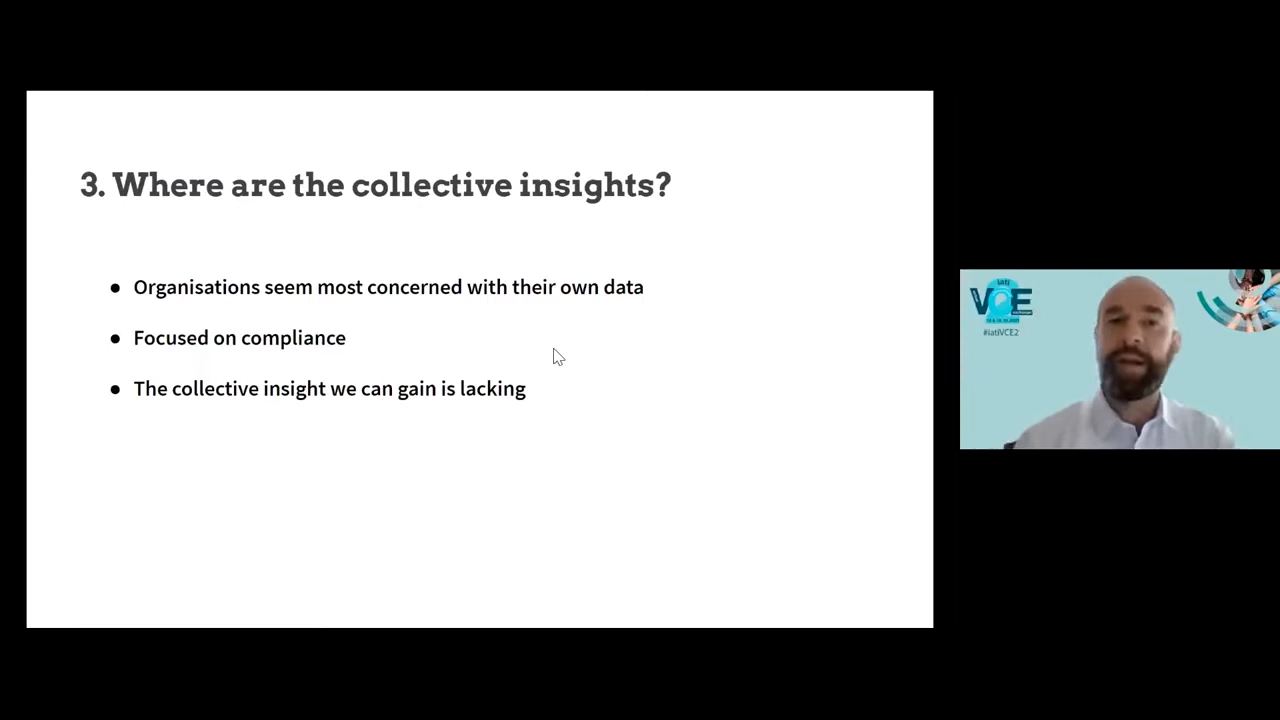 3. Where are the collective insights?
● Organisations seem most concerned with their own data
● Focused on compliance
● The collective insight we can gain is lacking
iati
VCE
#iatiVCE2